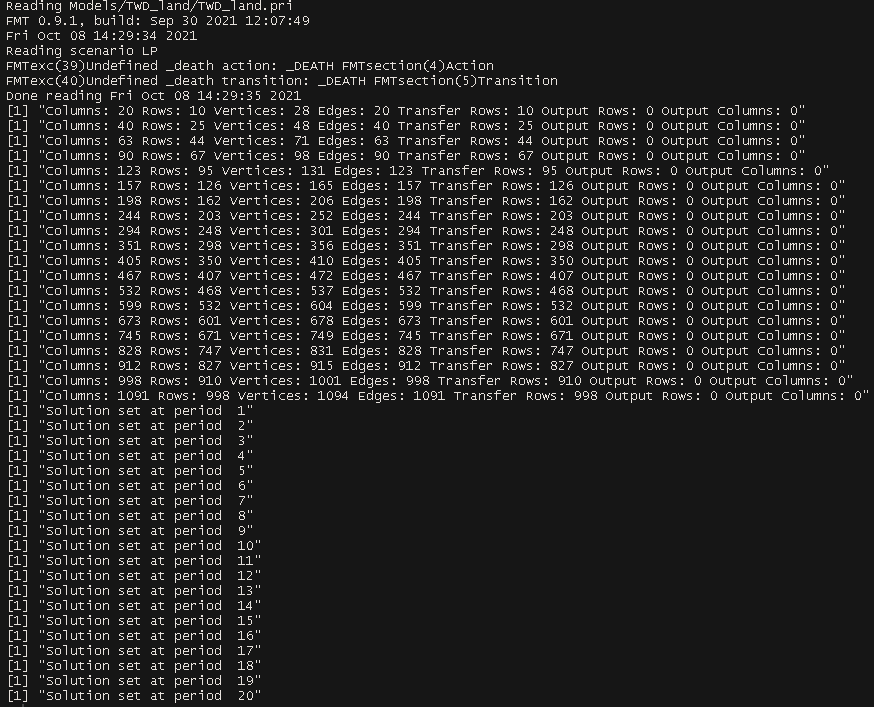 Reading Models/TWD_land/TWD_land.pri
FMT 0.9.1, build: Sep 30 2021 12:07:49
Fri Oct 08 14:29:34 2021
Reading scenario LP
FMTexc(39)Undefined _death action: _DEATH FMTsection(4)Action
FMTexc(40)Undefined _death transition: _DEATH FMTsection(5)Transition
Done reading Fri Oct 08 14:29:35 2021
[1] "Columns: 20 Rows: 10 Vertices: 28 Edges: 20 Transfer Rows: 10 Output Rows: 0 Output Columns: 0"
[1] "Columns: 40 Rows: 25 Vertices: 48 Edges: 40 Transfer Rows: 25 Output Rows: 0 Output Columns: 0"
[1] "Columns: 63 Rows: 44 Vertices: 71 Edges: 63 Transfer Rows: 44 Output Rows: 0 Output Columns: 0"
[1] "Columns: 90 Rows: 67 Vertices: 98 Edges: 90 Transfer Rows: 67 Output Rows: 0 Output Columns: 0"
[1] "Columns: 123 Rows: 95 Vertices: 131 Edges: 123 Transfer Rows: 95 Output Rows: 0 Output Columns: 0"
[1] "Columns: 157 Rows: 126 Vertices: 165 Edges: 157 Transfer Rows: 126 Output Rows: 0 Output Columns: 0"
[1] "Columns: 198 Rows: 162 Vertices: 206 Edges: 198 Transfer Rows: 162 Output Rows: 0 Output Columns: 0"
[1] "Columns: 244 Rows: 203 Vertices: 252 Edges: 244 Transfer Rows: 203 Output Rows: 0 Output Columns: 0"
[1] "Columns: 294 Rows: 248 Vertices: 301 Edges: 294 Transfer Rows: 248 Output Rows: 0 Output Columns: 0"
[1] "Columns: 351 Rows: 298 Vertices: 356 Edges: 351 Transfer Rows: 298 Output Rows: 0 Output Columns: 0"
[1] "Columns: 405 Rows: 350 Vertices: 410 Edges: 405 Transfer Rows: 350 Output Rows: 0 Output Columns: 0"
[1] "Columns: 467 Rows: 407 Vertices: 472 Edges: 467 Transfer Rows: 407 Output Rows: 0 Output Columns: 0"
[1] "Columns: 532 Rows: 468 Vertices: 537 Edges: 532 Transfer Rows: 468 Output Rows: 0 Output Columns: 0"
[1] "Columns: 599 Rows: 532 Vertices: 604 Edges: 599 Transfer Rows: 532 Output Rows: 0 Output Columns: 0"
[1] "Columns: 673 Rows: 601 Vertices: 678 Edges: 673 Transfer Rows: 601 Output Rows: 0 Output Columns: 0"
[1] "Columns: 745 Rows: 671 Vertices: 749 Edges: 745 Transfer Rows: 671 Output Rows: 0 Output Columns: 0"
[1] "Columns: 828 Rows: 747 Vertices: 831 Edges: 828 Transfer Rows: 747 Output Rows: 0 Output Columns: 0"
[1] "Columns: 912 Rows: 827 Vertices: 915 Edges: 912 Transfer Rows: 827 Output Rows: 0 Output Columns: 0"
[1] "Columns: 998 Rows: 910 Vertices: 1001 Edges: 998 Transfer Rows: 910 Output Rows: 0 Output Columns: 0"
[1] "Columns: 1091 Rows: 998 Vertices: 1094 Edges: 1091 Transfer Rows: 998 Output Rows: 0 Output Columns: 0"
[1] "Solution set at period  1"
[1] "Solution set at period  2"
[1] "Solution set at period  3"
[1] "Solution set at period  4"
[1] "Solution set at period  5"
[1] "Solution set at period  6"
[1] "Solution set at period  7"
[1] "Solution set at period  8"
[1] "Solution set at period  9"
[1] "Solution set at period  10"
[1] "Solution set at period  11"
[1] "Solution set at period  12"
[1] "Solution set at period  13"
[1] "Solution set at period  14"
[1] "Solution set at period  15"
[1] "Solution set at period  16"
[1] "Solution set at period  17"
[1] "Solution set at period  18"
[1] "Solution set at period  19"
[1] "Solution set at period  20"